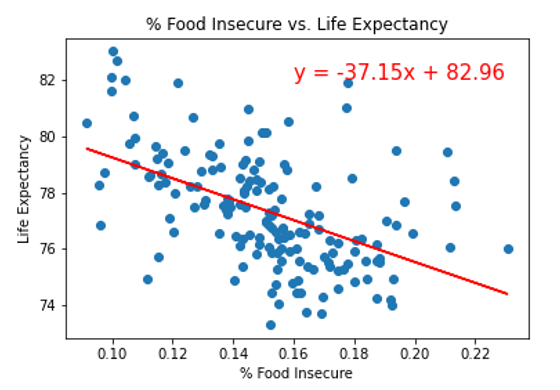 % Food Insecure vs. Life Expectancy
y = -37.15x + 82.96
Life Expectancy
82
80
78
76
74
0.10 0.12 0.14 0.16 0.18 0.20 0.22
% Food Insecure